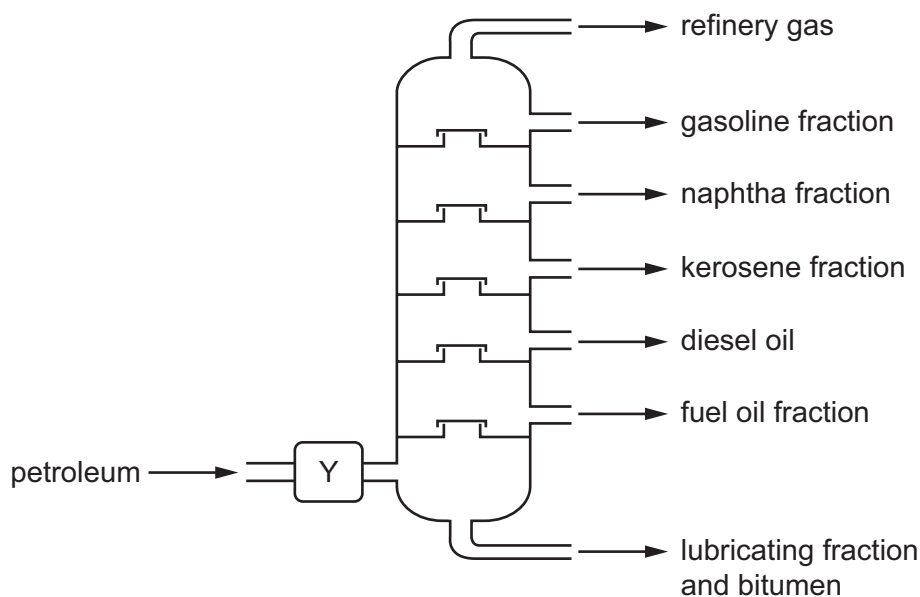 refinery gas
gasoline fraction
naphtha fraction
kerosene fraction
diesel oil
fuel oil fraction
petroleum
Y
lubricating fraction
and bitumen